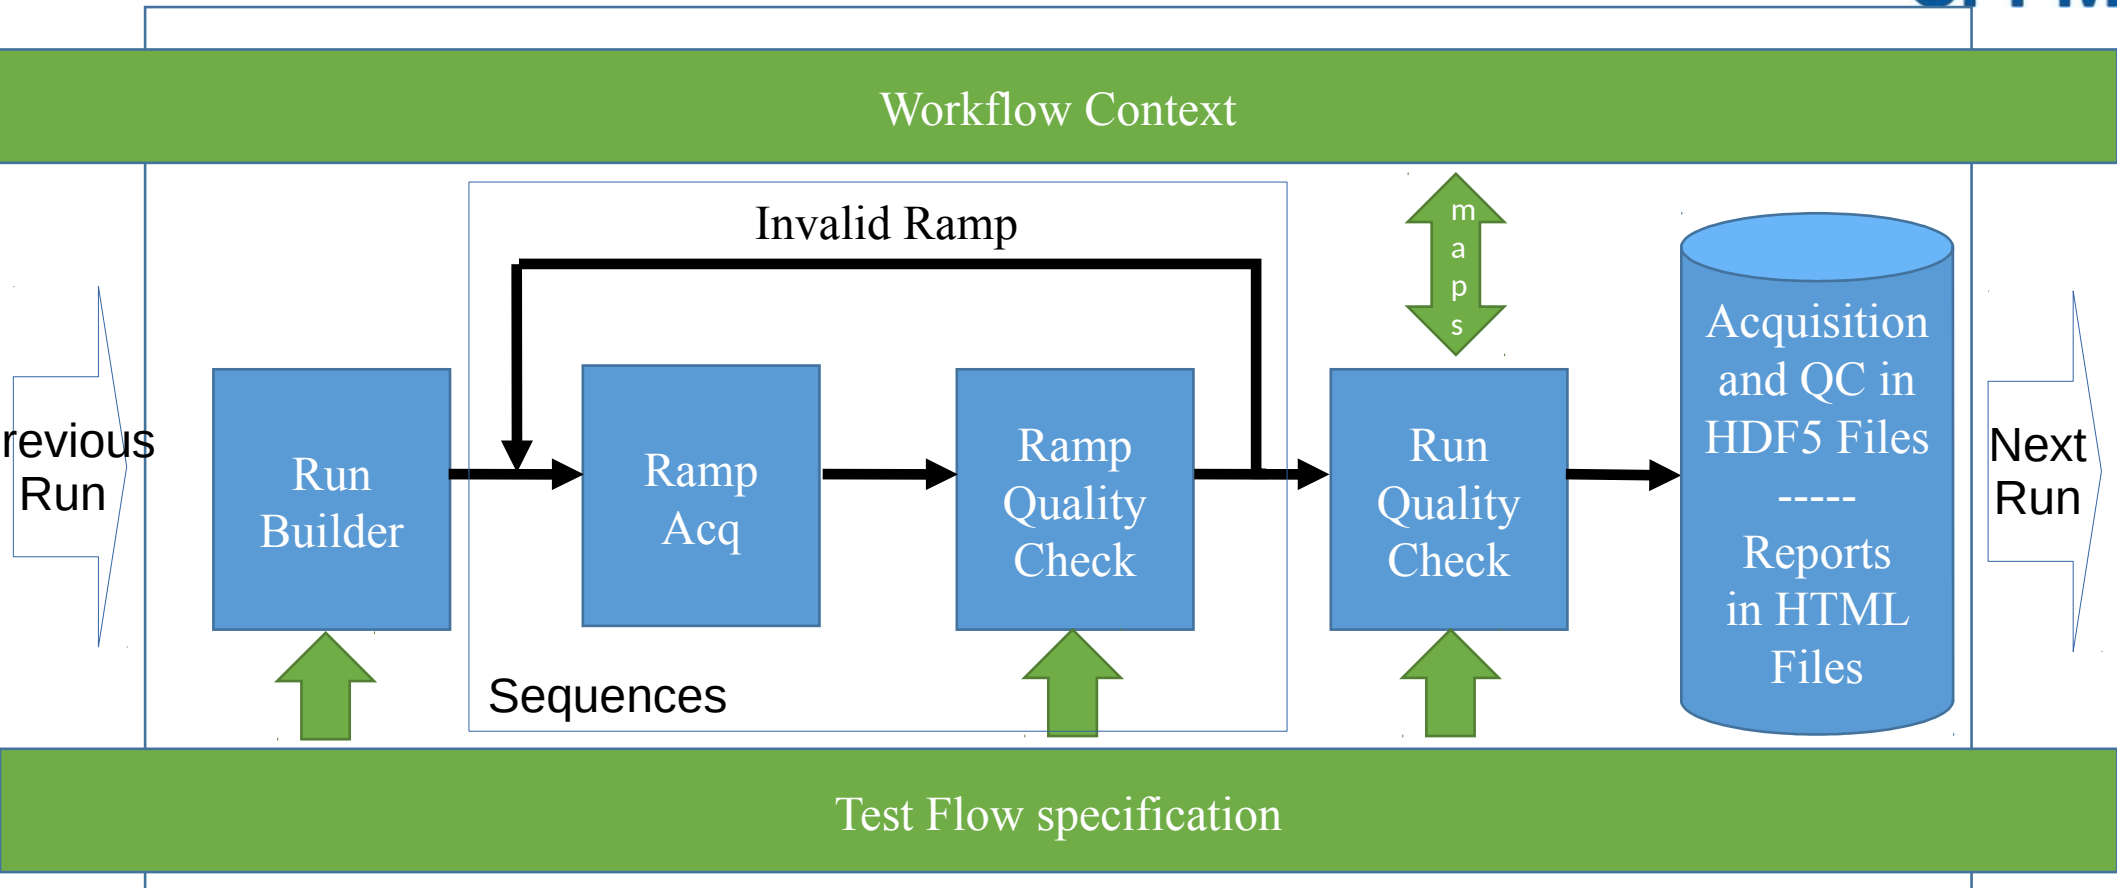 Workflow Context
Invalid Ramp
m
a
p
s
revious
Run
Run
Builder
Ramp
Acq
Ramp
Quality
Check
Run
Quality
Check
Acquisition
and QC in
HDF5 Files
-----
Reports
in HTML
Files
Next
Run
Sequences
Test Flow specification